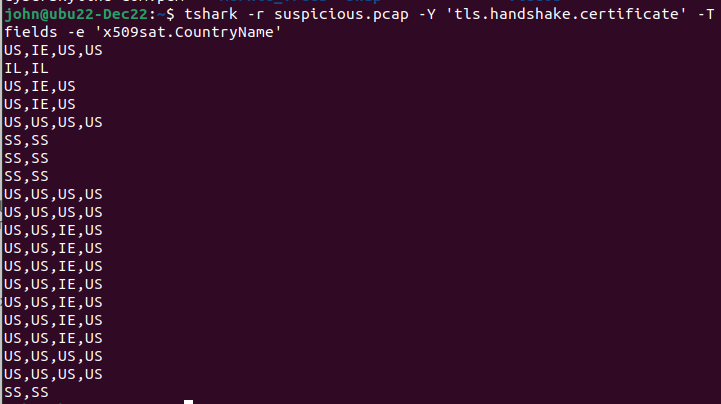 john@ubu22-Dec22:~$ tshark -r suspicious.pcap -Y 'tls.handshake.certificate' -T
fields -e 'x509sat.CountryName'
US,IE,US,US
IL,IL
US,IE,US
US,IE,US
US,US,US,US
SS,SS
SS,SS
SS,SS
US,US,US,US
US,US,US,US
US,US,IE,US
US,US,IE,US
US,US,IE,US
US,US,IE,US
US,US,IE,US
US,US,IE,US
US,US,IE,US
US,US,US,US
US,US,US,US
SS,SS